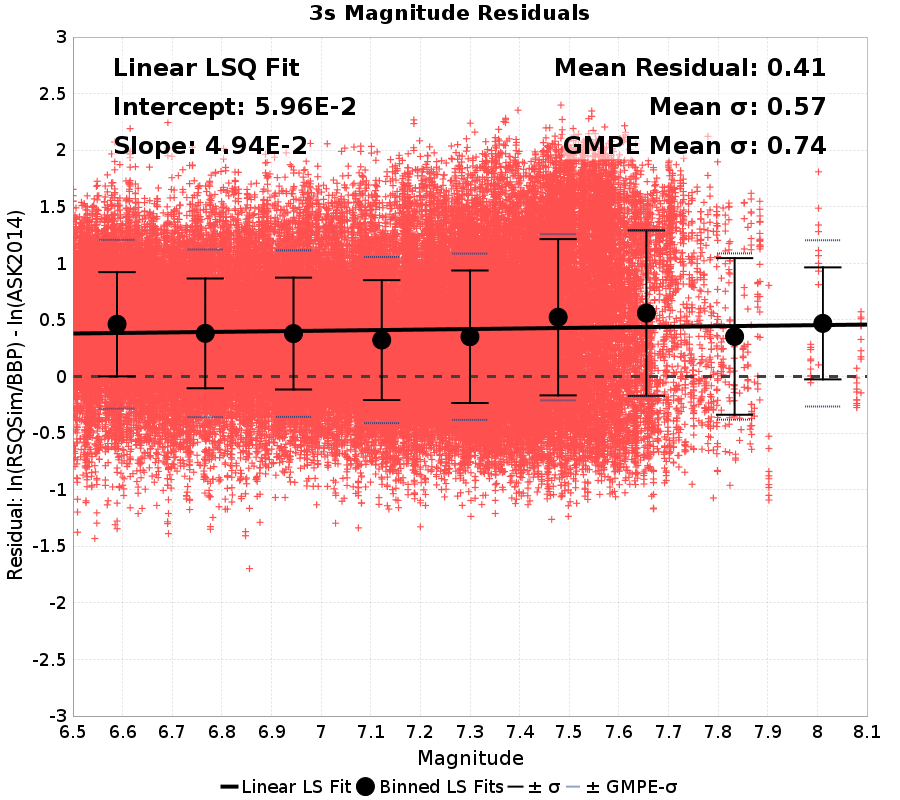 3s Magnitude Residuals
Linear LSQ Fit
Intercept: 5.96E-2
Slope: 4.94E-2
Mean Residual: 0.41
Mean σ: 0.57
GMPE Mean σ: 0.74
Residual: ln(RSQSim/BBP) - ln(ASK2014)
3
2.5
2
1.5
1
0.5
0
-0.5
-1
-1.5
-2
-2.5
-3
6.5 6.6 6.7 6.8 6.9 7 7.1 7.2 7.3 7.4 7.5 7.6 7.7 7.8 7.9 8 8.1
Magnitude
Linear LS Fit Binned LS Fits ± σ ± GMPE-σ